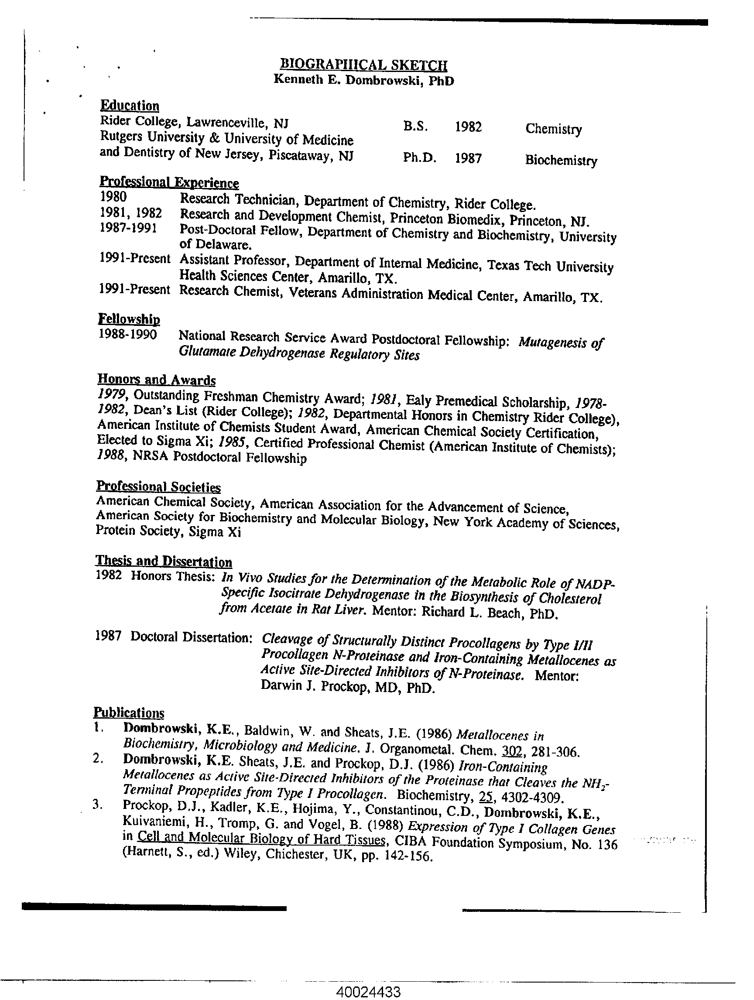 BIOGRAPHICAL SKETCH
Kenneth E. Dombrowski, PhD
Education
Rider College, Lawrenceville, NJ B.S. 1982 Chemistry
Rutgers University & University of Medicine
and Dentistry of New Jersey, Piscataway, NJ Ph.D. 1987 Biochemistry
Professional Experience
1980 Research Technician, Department of Chemistry, Rider College.
1981, 1982 Research and Development Chemist, Princeton Biomedix, Princeton, NJ.
1987-1991 Post-Doctoral Fellow, Department of Chemistry and Biochemistry, University
of Delaware.
1991-Present Assistant Professor, Department of Internal Medicine, Texas Tech University
Health Sciences Center, Amarillo, TX.
1991-Present Research Chemist, Veterans Administration Medical Center, Amarillo, TX.
Fellowship
1988-1990 National Research Service Award Postdoctoral Fellowship: Mutagenesis of
Glutamate Dehydrogenase Regulatory Sites
Honors and Awards
1979, Outstanding Freshman Chemistry Award; 1981, Ealy Premedical Scholarship, 1978-
1982, Dean's List (Rider College); 1982, Departmental Honors in Chemistry Rider College),
American Institute of Chemists Student Award, American Chemical Society Certification,
Elected to Sigma Xi; 1985, Certified Professional Chemist (American Institute of Chemists);
1988, NRSA Postdoctoral Fellowship
Professional Societies
American Chemical Society, American Association for the Advancement of Science,
American Society for Biochemistry and Molecular Biology, New York Academy of Sciences,
Protein Society, Sigma Xi
Thesis and Dissertation
1982 Honors Thesis: In Vivo Studies for the Determination of the Metabolic Role of NADP-
Specific Isocitrate Dehydrogenase in the Biosynthesis of Cholesterol
from Acetate in Rat Liver. Mentor: Richard L. Beach, PhD.
1987 Doctoral Dissertation: Cleavage of Structurally Distinct Procollagens by Type I/II
Procollagen N-Proteinase and Iron-Containing Metallocenes as
Active Site-Directed Inhibitors of N-Proteinase. Mentor:
Darwin J. Prockop, MD, PhD.
Publications
1. Dombrowski, K.E., Baldwin, W. and Sheats, J.E. (1986) Metallocenes in
Biochemistry, Microbiology and Medicine. J. Organometal. Chem. 302, 281-306.
2. Dombrowski, K.E. Sheats, J.E. and Prockop, D.J. (1986) Iron-Containing
Metallocenes as Active Site-Directed Inhibitors of the Proteinase that Cleaves the NH₂-
Terminal Propeptides from Type I Procollagen. Biochemistry, 25, 4302-4309.
3. Prockop, D.J., Kadler, K.E., Hojima, Y., Constantinou, C.D., Dombrowski, K.E.,
Kuivaniemi, H., Tromp, G. and Vogel, B. (1988) Expression of Type I Collagen Genes
in Cell and Molecular Biology of Hard Tissues, CIBA Foundation Symposium, No. 136
(Harnett, S., ed.) Wiley, Chichester, UK, pp. 142-156.
40024433